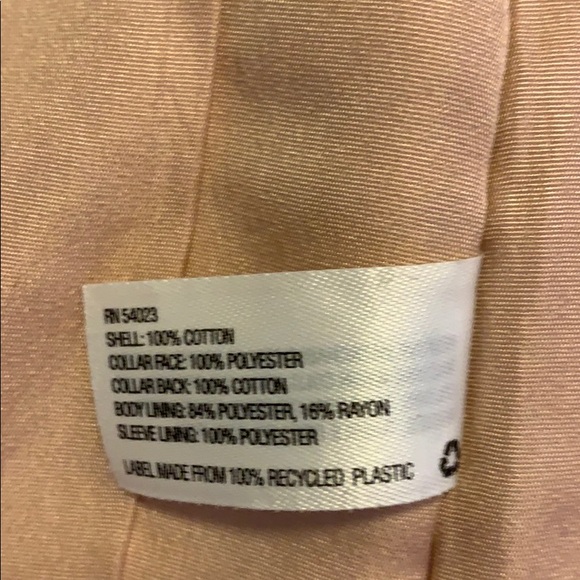 RN 54023
SHELL: 100% COTTON
COLLAR FACE: 100% POLYESTER
COLLAR BACK: 100% COTTON
BODY LINING: 84% POLYESTER, 16% RAYON
SLEEVE LINING: 100% POLYESTER
LABEL MADE FROM 100% RECYCLED PLASTIC